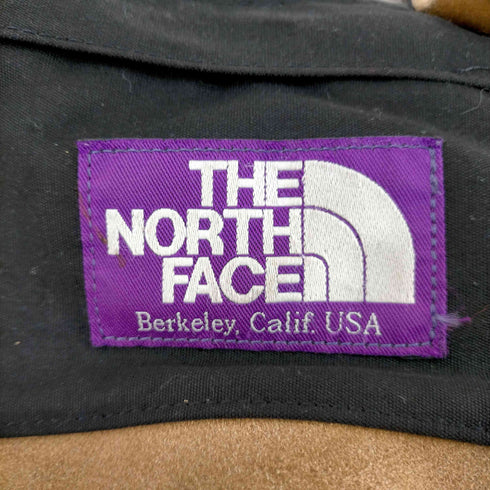 THE
NORTH
FACE
Berkeley, Calif. USA